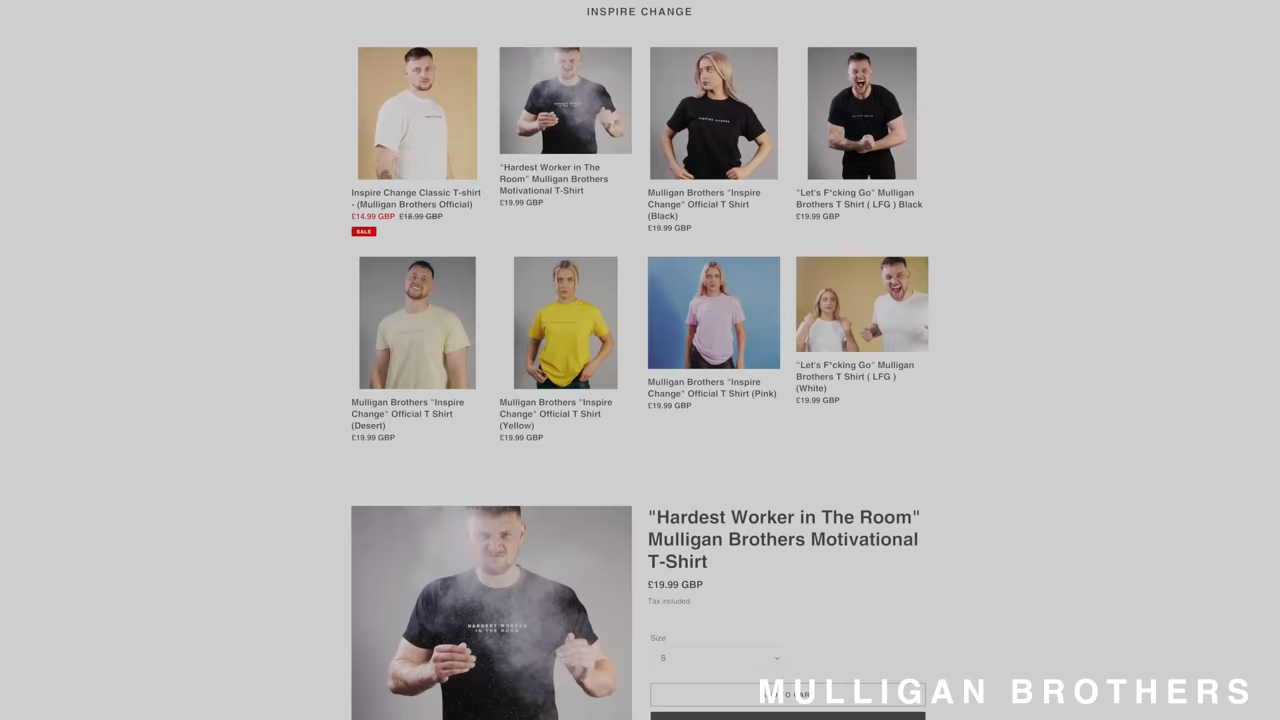 INSPIRE CHANGE
Inspire Change Classic T-shirt
- (Mulligan Brothers Official)
£14.99 GBP £18.99 GBP
SALE
"Hardest Worker in The
Room" Mulligan Brothers
Motivational T-Shirt
£19.99 GBP
INSPIRE CHANGE
Mulligan Brothers "Inspire
Change" Official T Shirt
(Black)
£19.99 GBP
"Let's F*cking Go" Mulligan
Brothers T Shirt ( LFG ) Black
£19.99 GBP
Mulligan Brothers "Inspire
Change" Official T Shirt
(Desert)
£19.99 GBP
Mulligan Brothers "Inspire
Change" Official T Shirt
(Yellow)
£19.99 GBP
Mulligan Brothers "Inspire
Change" Official T Shirt (Pink)
£19.99 GBP
"Let's F*cking Go" Mulligan
Brothers T Shirt ( LFG )
(White)
£19.99 GBP
HARDEST WORKER
IN THE ROOM
"Hardest Worker in The Room"
Mulligan Brothers Motivational
T-Shirt
£19.99 GBP
Tax included.
Size
S
MULLIGAN BROTHERS